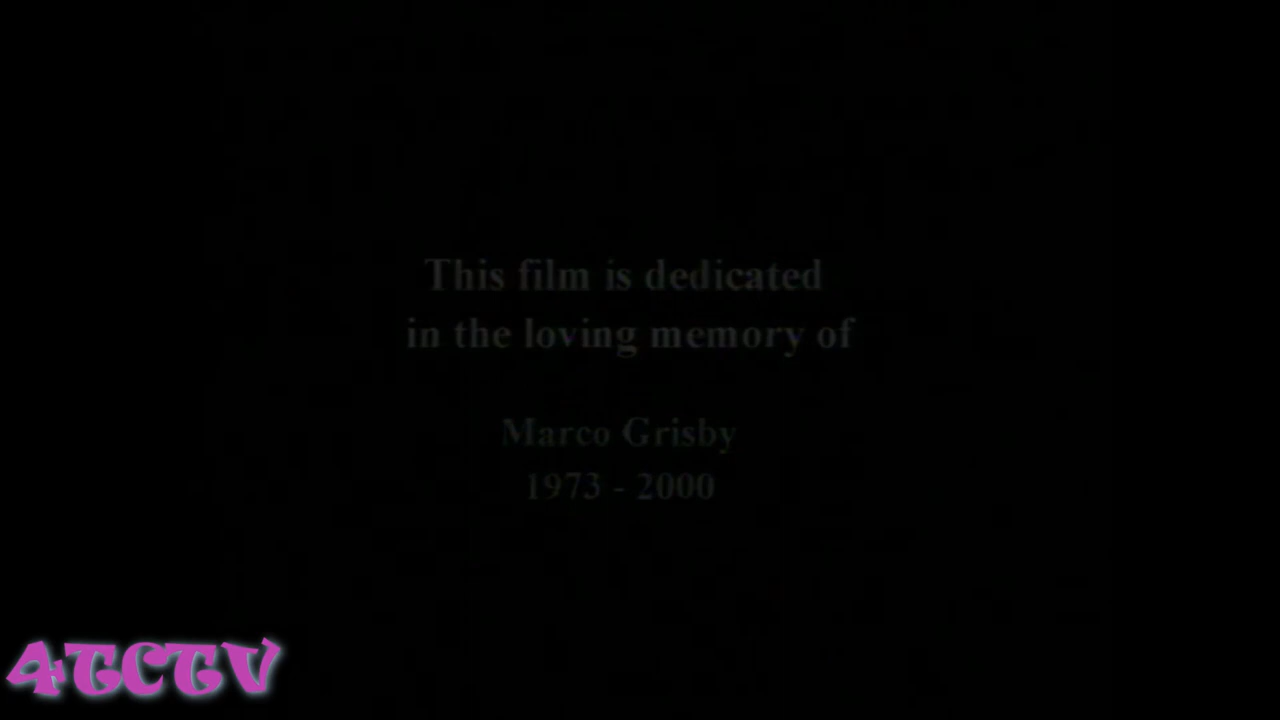 This film is dedicated
in the loving memory of
Marco Grisby
1973 - 2000
4TCTV